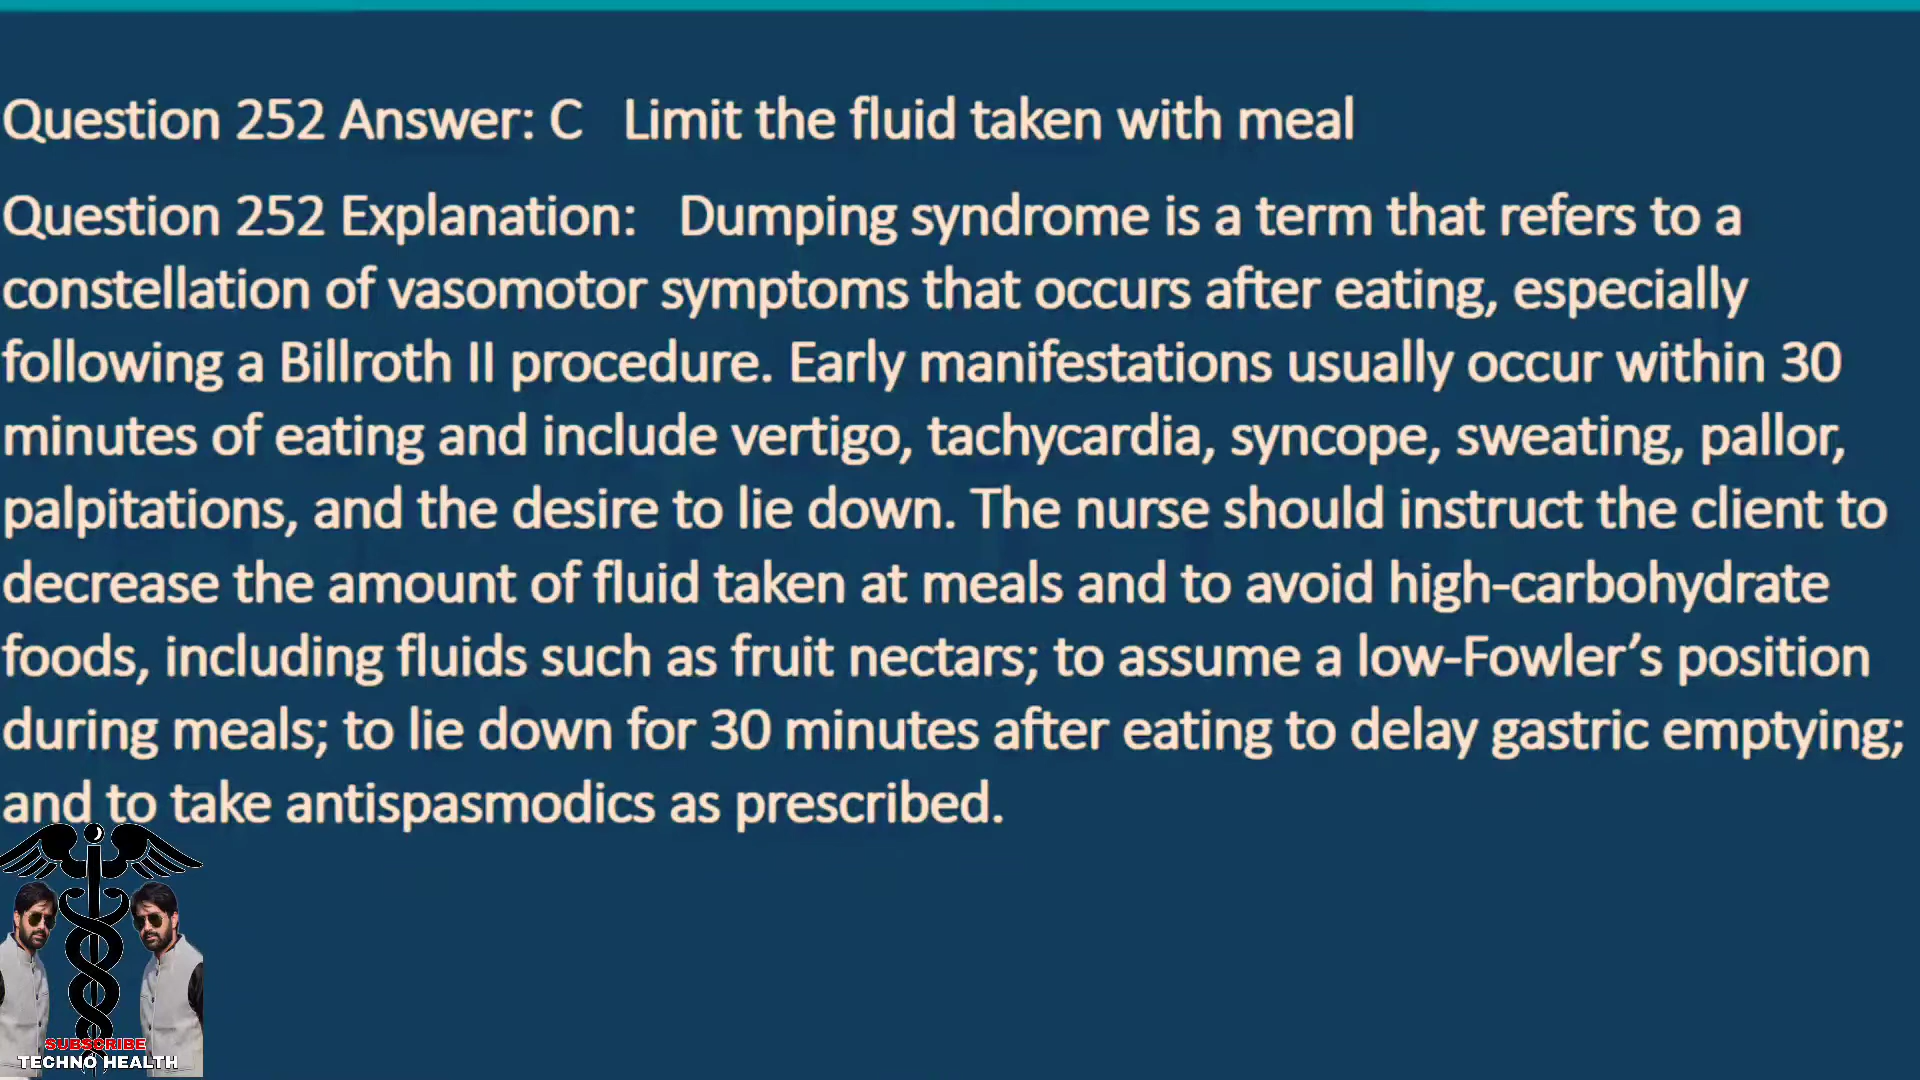 Question 252 Answer: C   Limit the fluid taken with meal
Question 252 Explanation:   Dumping syndrome is a term that refers to a
constellation of vasomotor symptoms that occurs after eating, especially
following a Billroth II procedure. Early manifestations usually occur within 30
minutes of eating and include vertigo, tachycardia, syncope, sweating, pallor,
palpitations, and the desire to lie down. The nurse should instruct the client to
decrease the amount of fluid taken at meals and to avoid high-carbohydrate
foods, including fluids such as fruit nectars; to assume a low-Fowler’s position
during meals; to lie down for 30 minutes after eating to delay gastric emptying;
and to take antispasmodics as prescribed.
SUBSCRIBE
TECHNO HEALTH